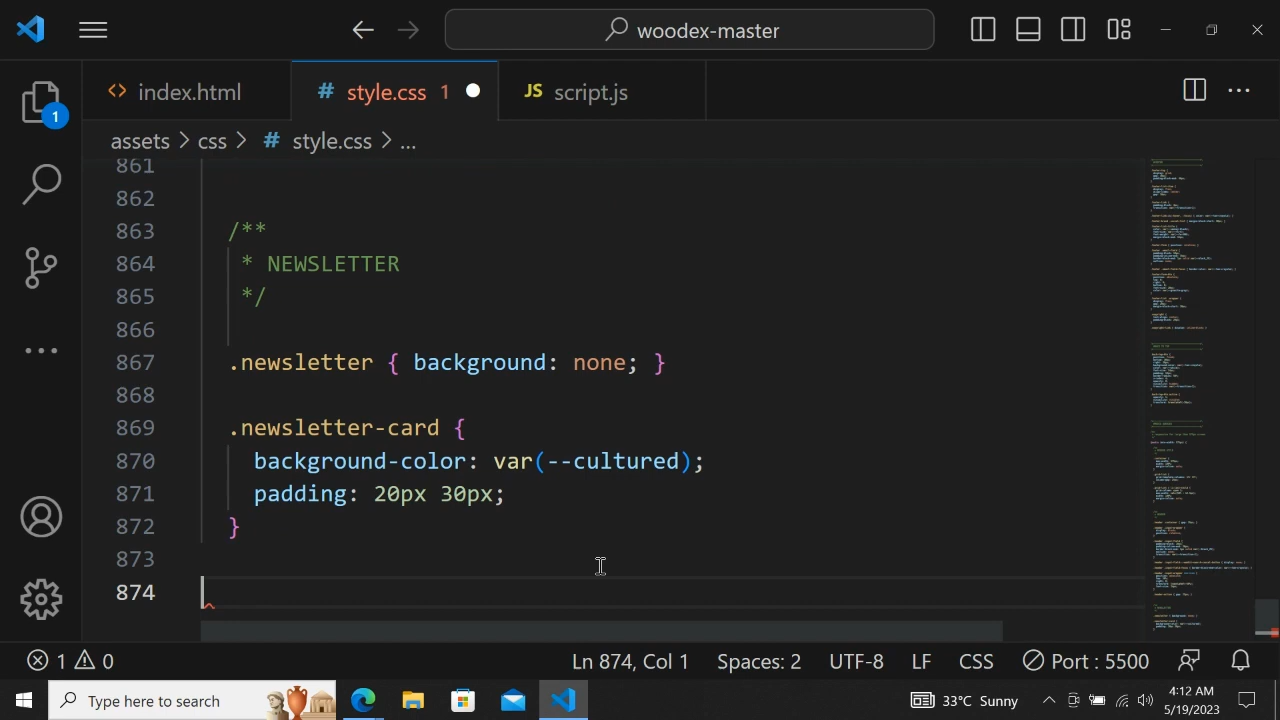 woodex-master
index.html
style.css 1
JS script.js
1
assets > css > # style.css > ...
861
862
863 /**
864 * NEWSLETTER
865 */
866
867 .newsletter { background: none; }
868
869 .newsletter-card {
870 background-color: var(--cultured);
871 padding: 20px 30px;
872 }
873
874
1 0
Ln 874, Col 1
Spaces: 2
UTF-8
LF
CSS
Port : 5500
Type here to search
33°C Sunny
4:12 AM
5/19/2023